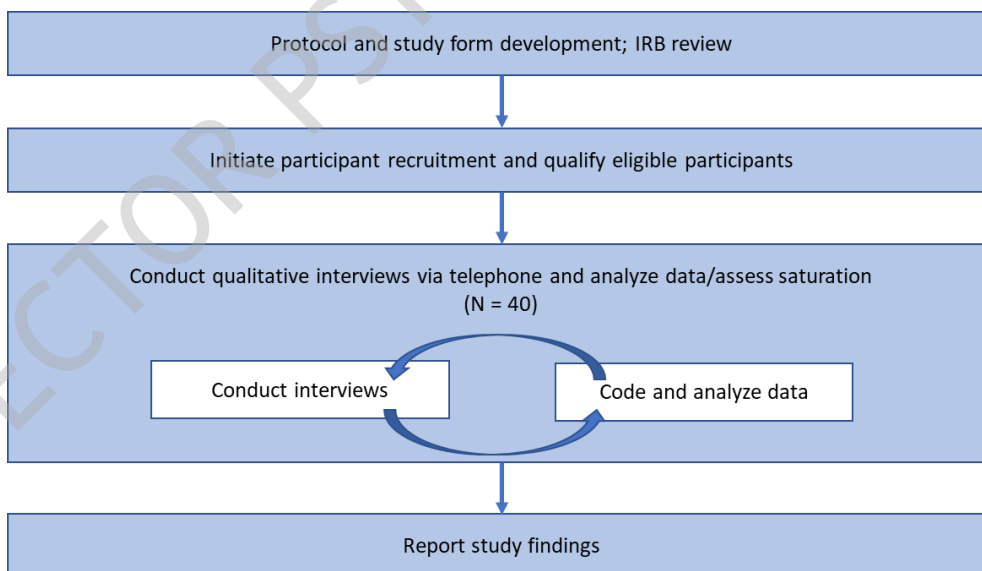 Protocol and study form development; IRB review
Initiate participant recruitment and qualify eligible participants
Conduct qualitative interviews via telephone and analyze data/assess saturation
(N = 40)
Conduct interviews
Code and analyze data
Report study findings